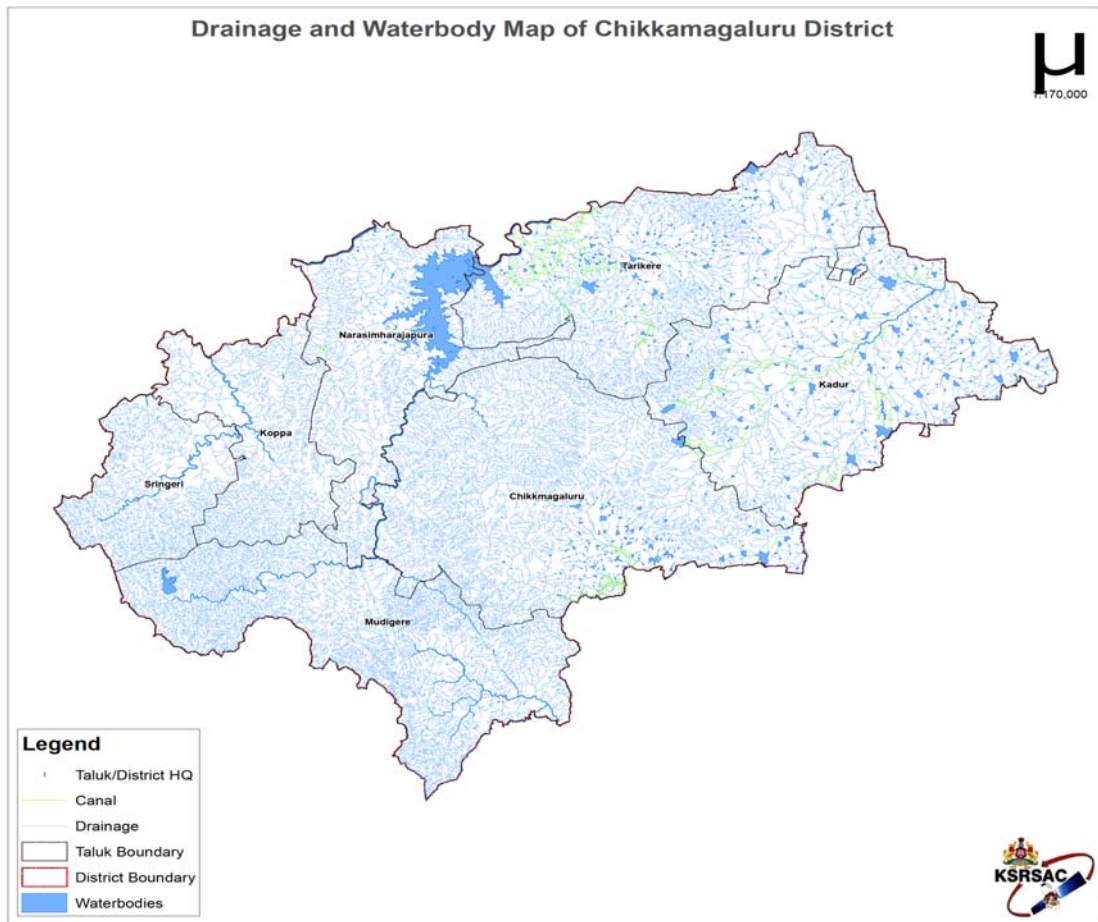 Drainage and Waterbody Map of Chikkamagaluru District
µ
1:170,000
Tarikere
Narasimharajapura
Kadur
Koppa
Sringeri
Chikkmagaluru
Mudigere
Legend
Taluk/District HQ
Canal
Drainage
Taluk Boundary
District Boundary
Waterbodies
KSRSAC